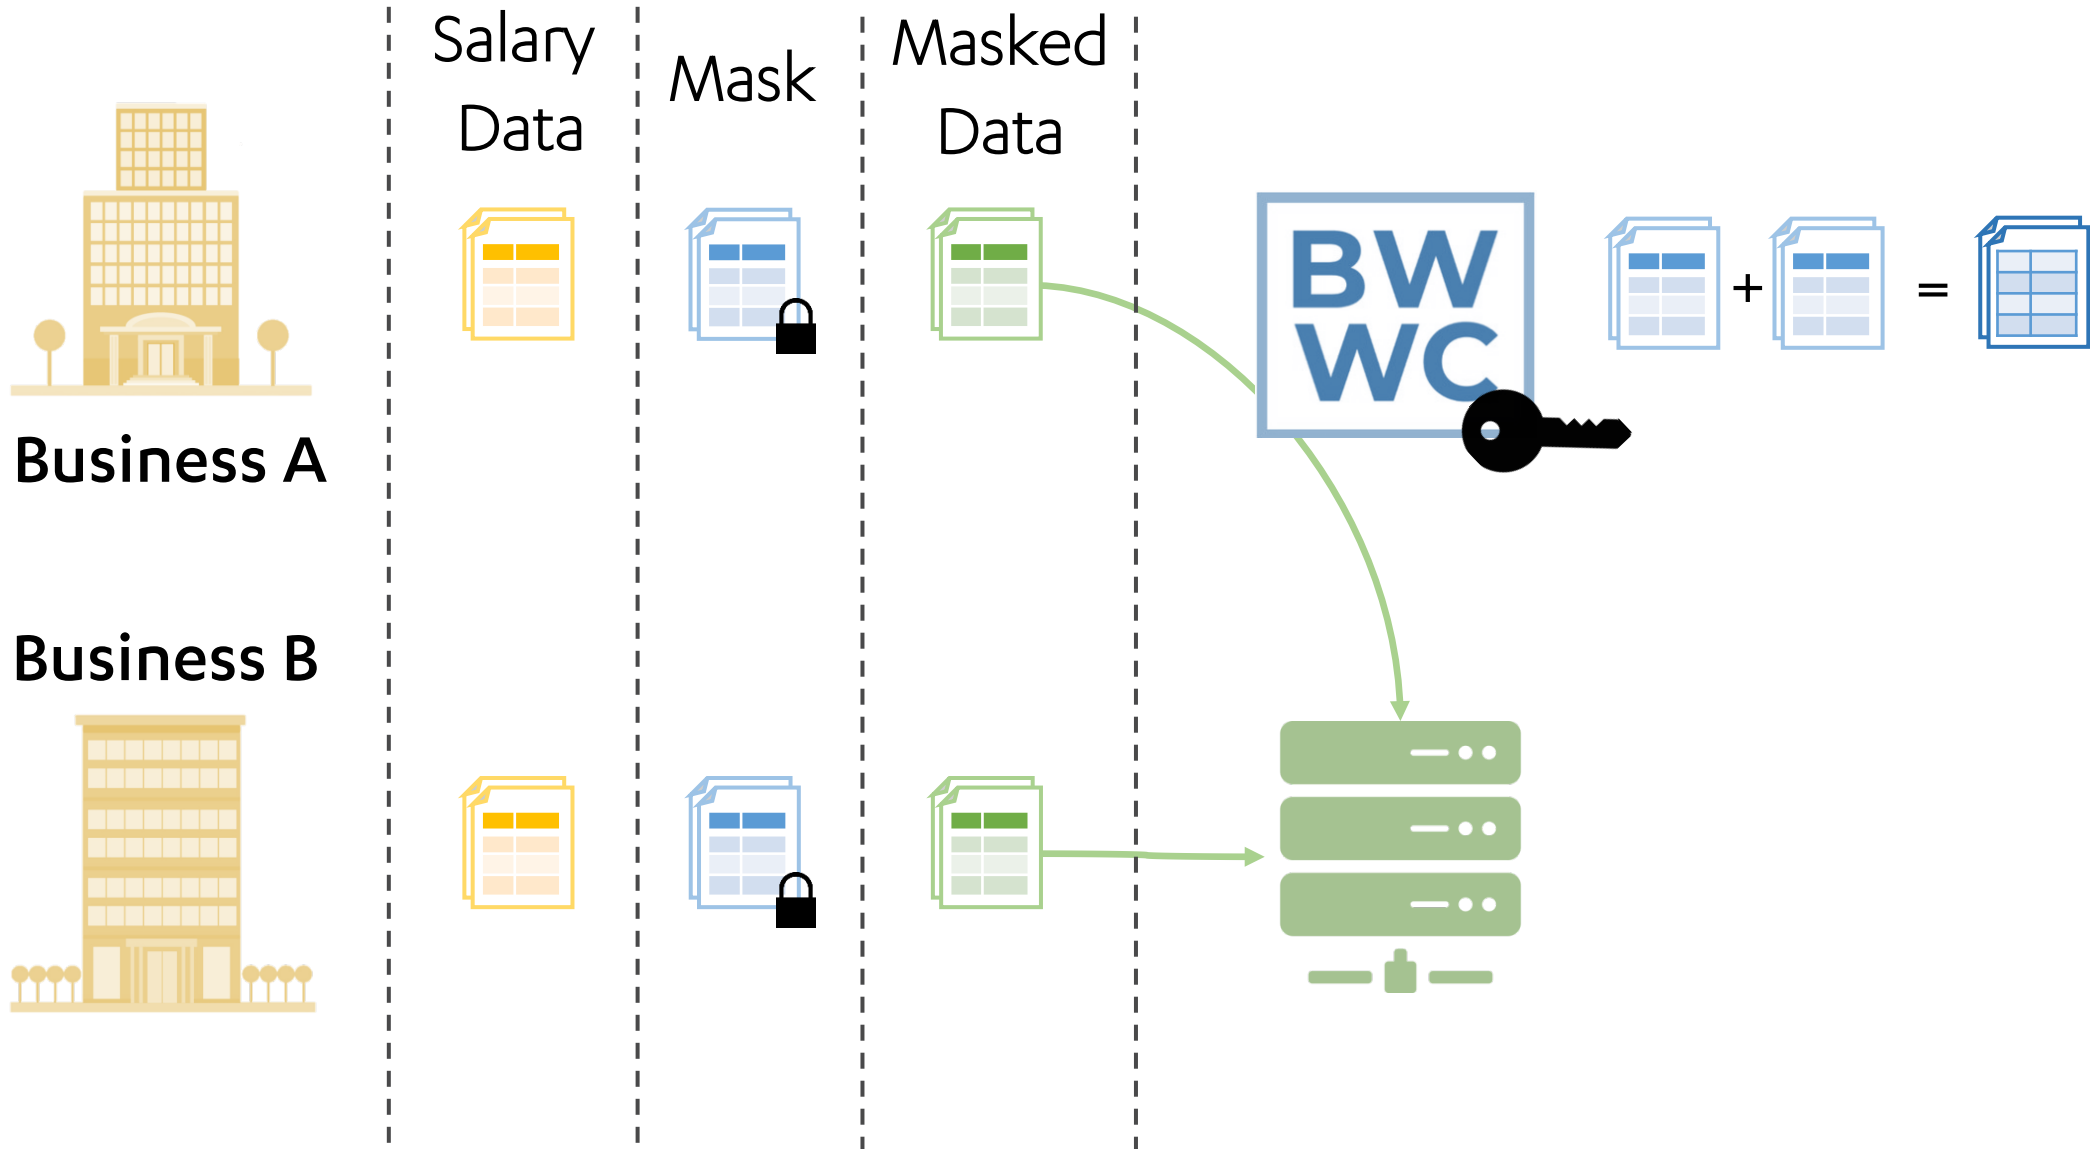 Salary
Data
Mask
Masked
Data
BW
WC
+
=
Business A
Business B